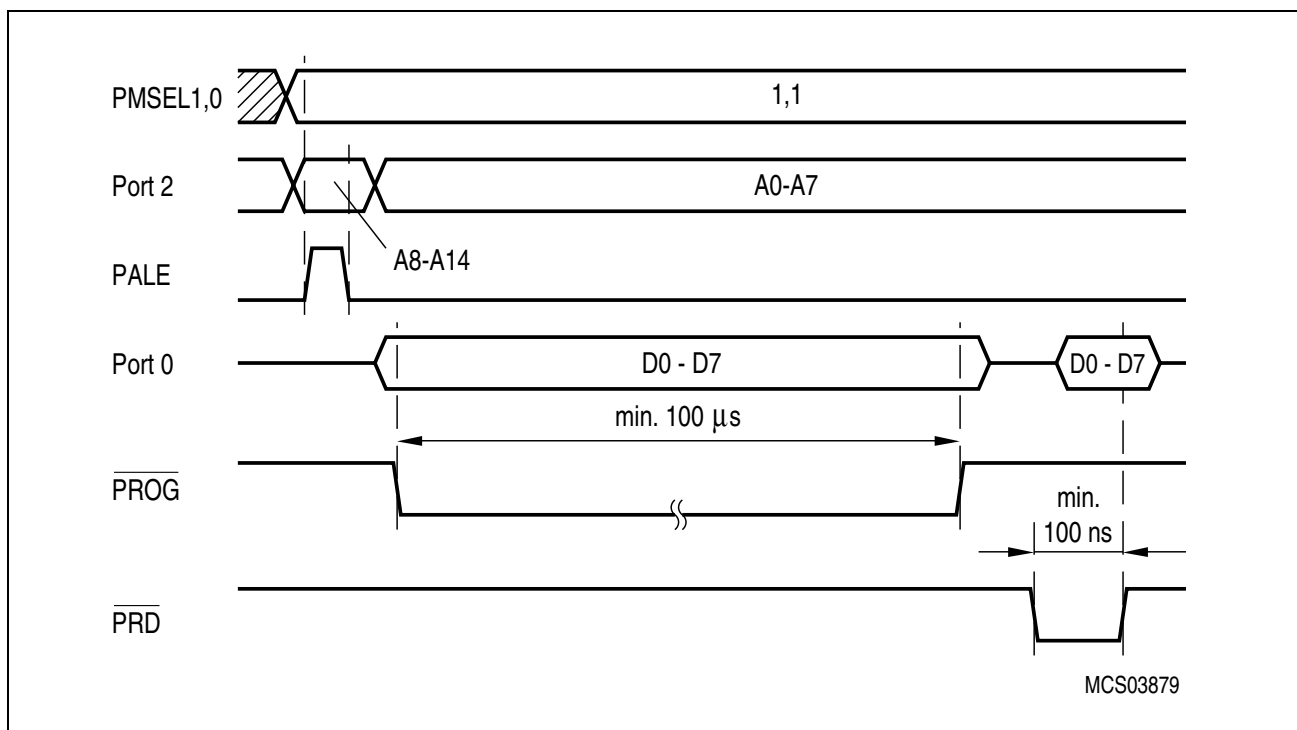 PMSEL1,0
1,1
Port 2
A0-A7
A8-A14
PALE
Port 0
D0 - D7
D0 - D7
min. 100 μs
PROG
min.
100 ns
PRD
MCS03879